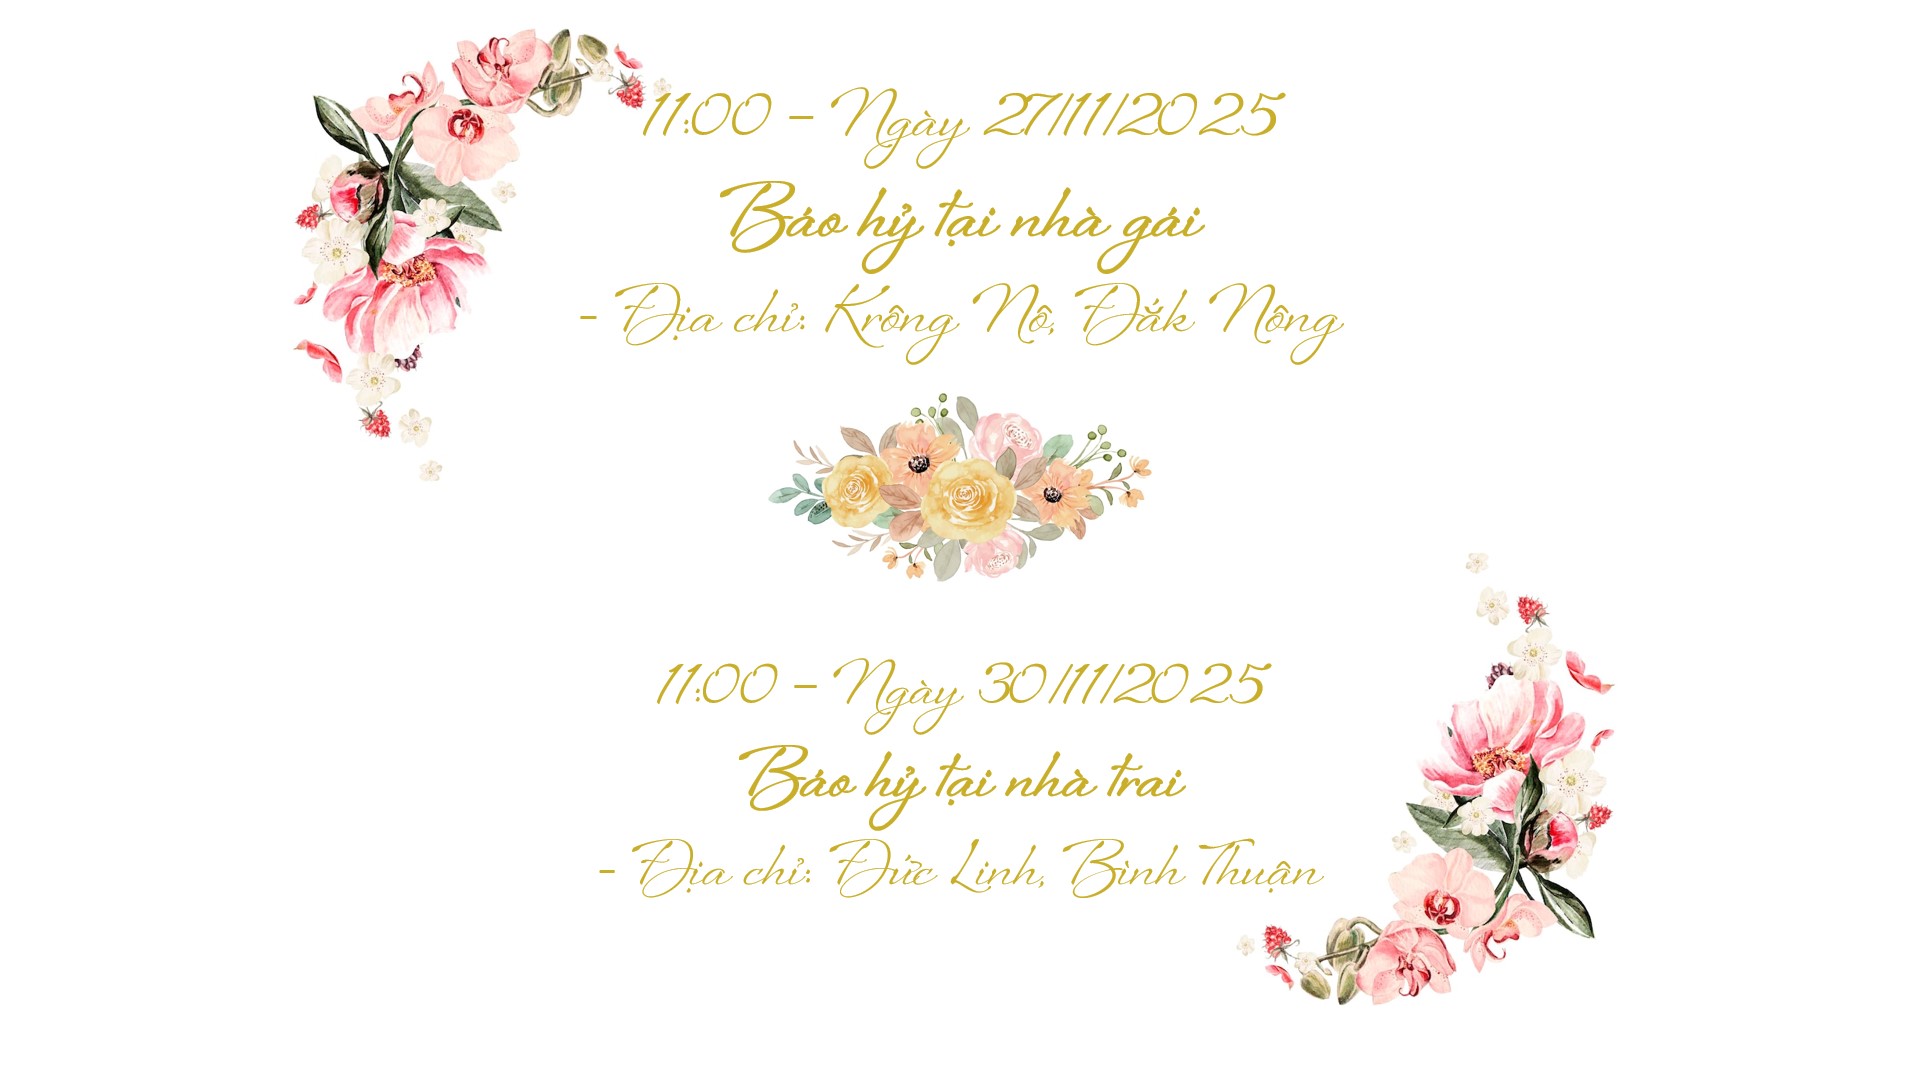 11:00 – Ngày 27/11/2025
Báo hỷ tại nhà gái
- Địa chỉ: Krông Nô, Đắk Nông
11:00 – Ngày 30/11/2025
Báo hỷ tại nhà trai
- Địa chỉ: Đức Linh, Bình Thuận